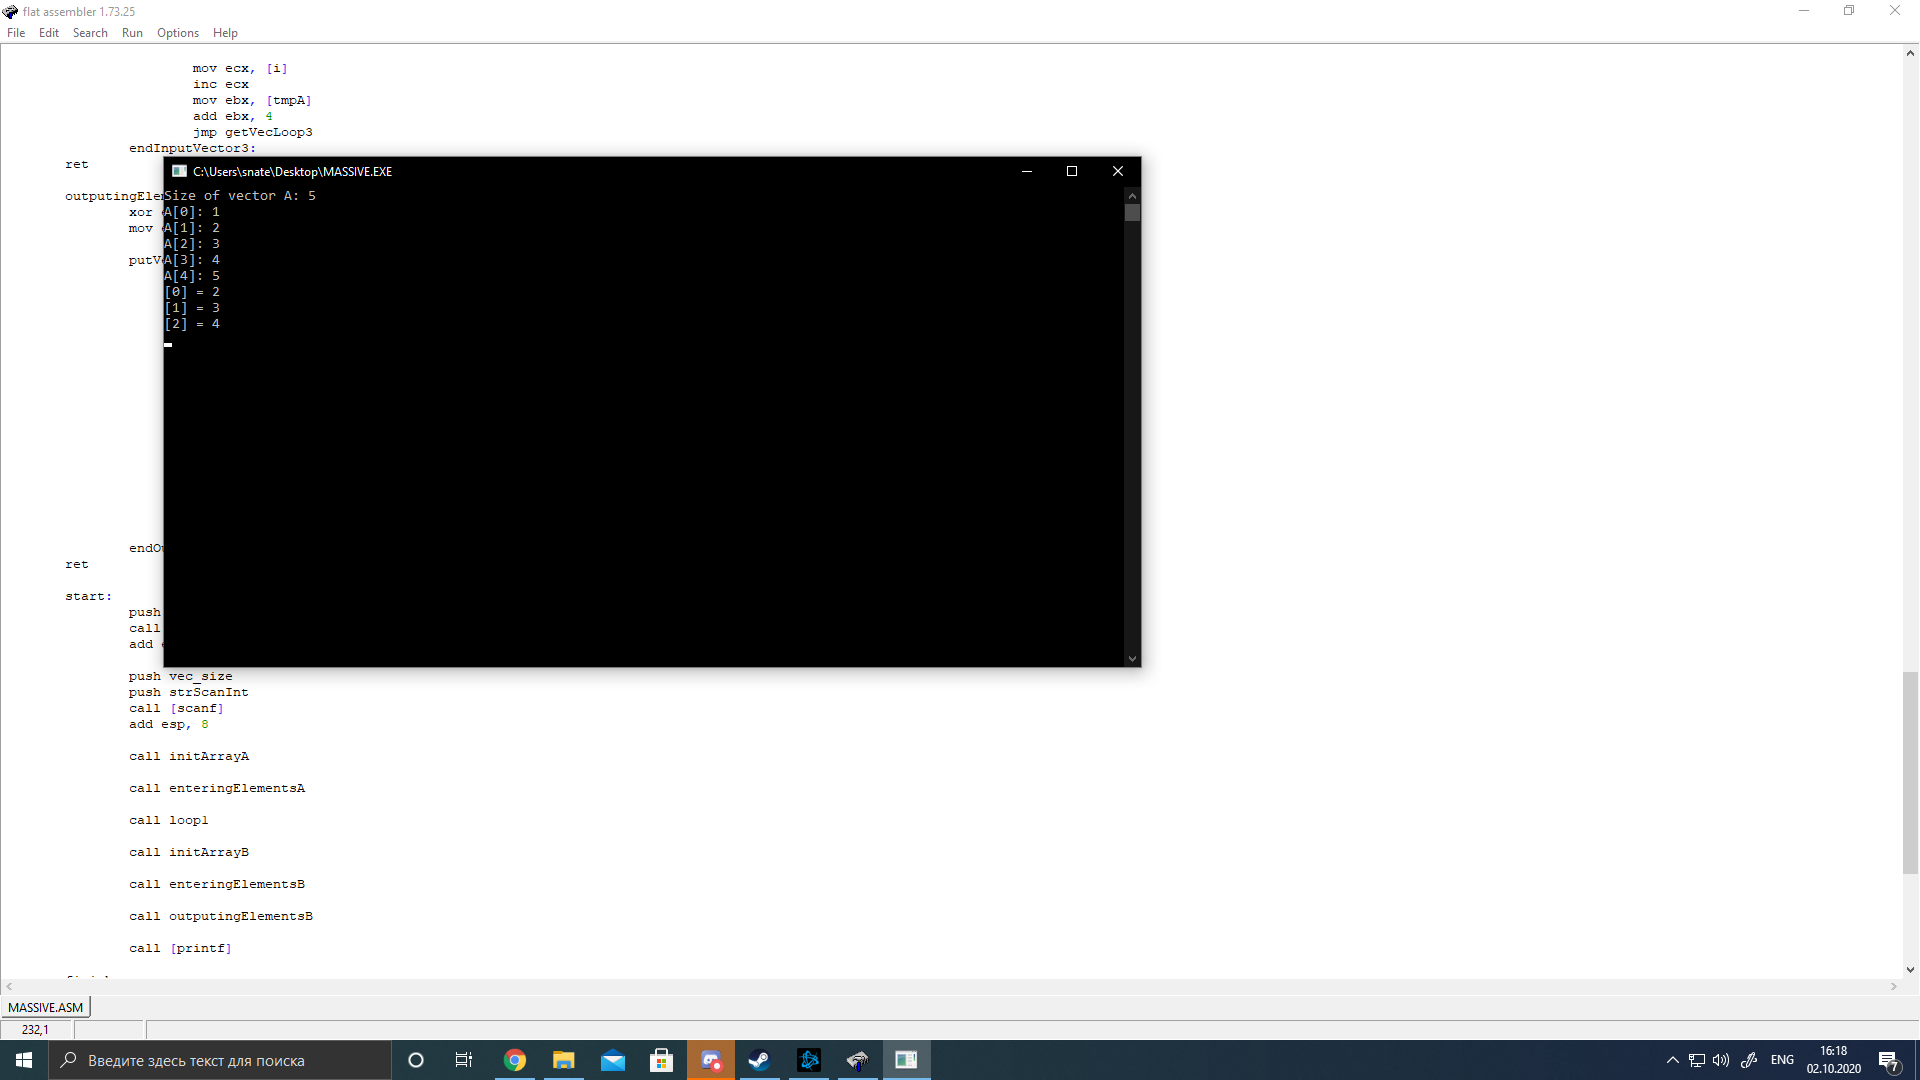 flat assembler 1.73.25
File Edit Search Run Options Help
mov ecx, [i]
inc ecx
mov ebx, [tmpA]
add ebx, 4
jmp getVecLoop3
endInputVector3:
ret
C:\Users\snate\Desktop\MASSIVE.EXE
outputingEle
Size of vector A: 5
xor
A[0]: 1
mov
A[1]: 2
A[2]: 3
putV
A[3]: 4
A[4]: 5
[0] = 2
[1] = 3
[2] = 4
endO
ret
start:
push
call
add
push vec_size
push strScanInt
call [scanf]
add esp, 8
call initArrayA
call enteringElementsA
call loop1
call initArrayB
call enteringElementsB
call outputingElementsB
call [printf]
MASSIVE.ASM
232,1
Введите здесь текст для поиска
ENG
16:18
02.10.2020
7